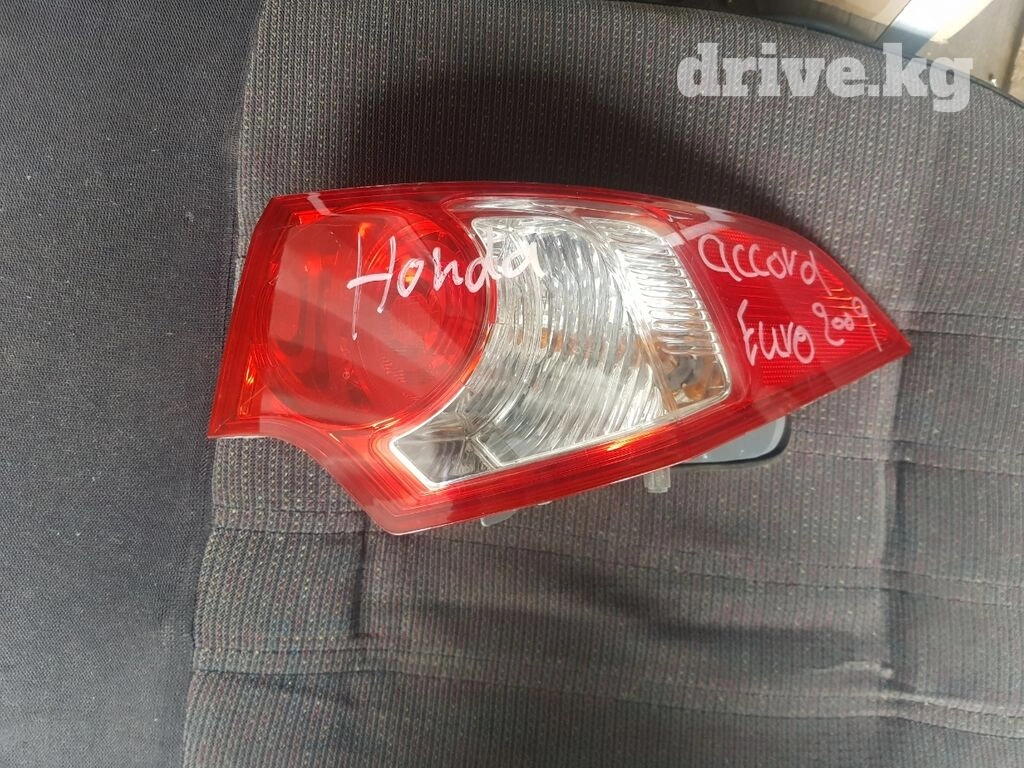 drive.kg
Honda
accord
Euro 2009